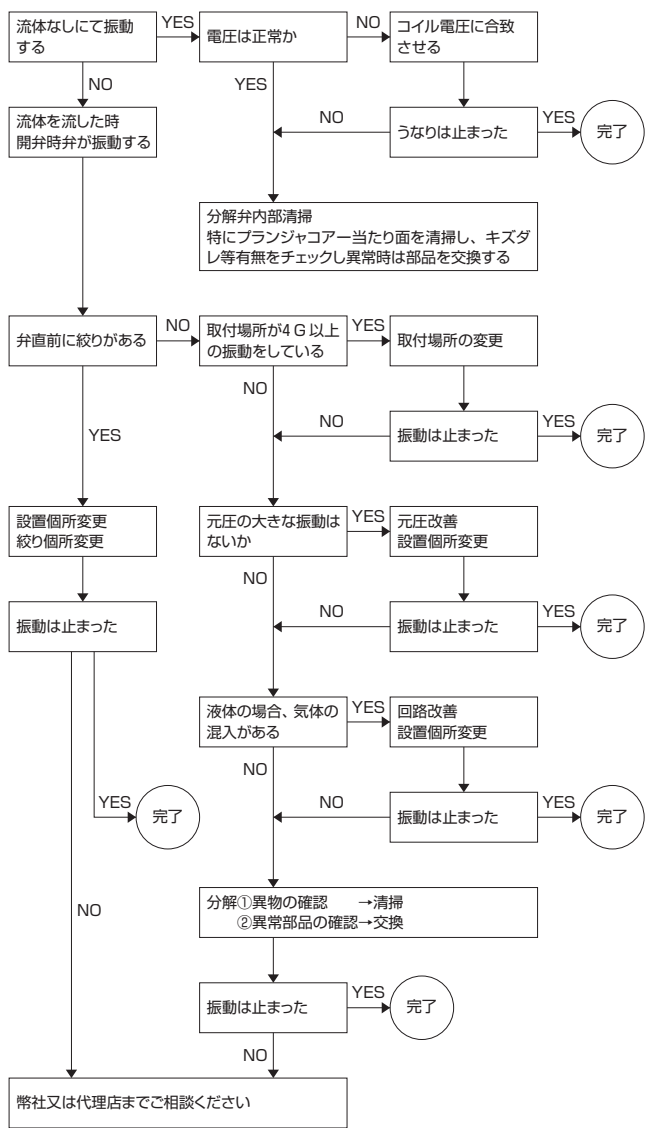 流体なしにて振動
する
YES
電圧は正常か
NO
コイル電圧に合致
させる
NO
YES
流体を流した時
開弁時弁が振動する
NO
うなりは止まった
YES
完了
分解弁内部清掃
特にプランジャコアー当たり面を清掃し、キズダ
レ等有無をチェックし異常時は部品を交換する
弁直前に絞りがある
NO
取付場所が4G以上
の振動をしている
YES
取付場所の変更
NO
YES
NO
振動は止まった
YES
完了
設置個所変更
絞り個所変更
元圧の大きな振動は
ないか
YES
元圧改善
設置個所変更
NO
振動は止まった
NO
振動は止まった
YES
完了
液体の場合、気体の
混入がある
YES
回路改善
設置個所変更
NO
YES
完了
NO
振動は止まった
YES
完了
NO
分解①異物の確認 →清掃
②異常部品の確認→交換
振動は止まった
YES
完了
NO
幣社又は代理店までご相談ください